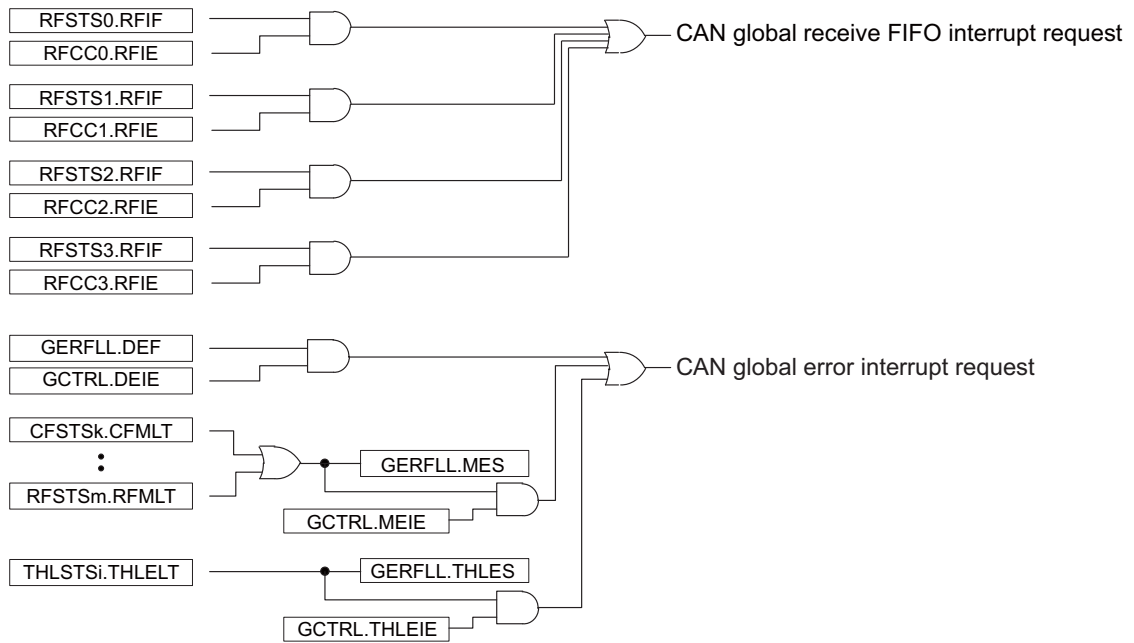 RFSTS0.RFIF
RFCC0.RFIE
CAN global receive FIFO interrupt request
RFSTS1.RFIF
RFCC1.RFIE
RFSTS2.RFIF
RFCC2.RFIE
RFSTS3.RFIF
RFCC3.RFIE
GERFLL.DEF
GCTRL.DEIE
CAN global error interrupt request
CFSTSk.CFMLT
GERFLL.MES
RFSTSm.RFMLT
GCTRL.MEIE
THLSTSi.THLELT
GERFLL.THLES
GCTRL.THLEIE